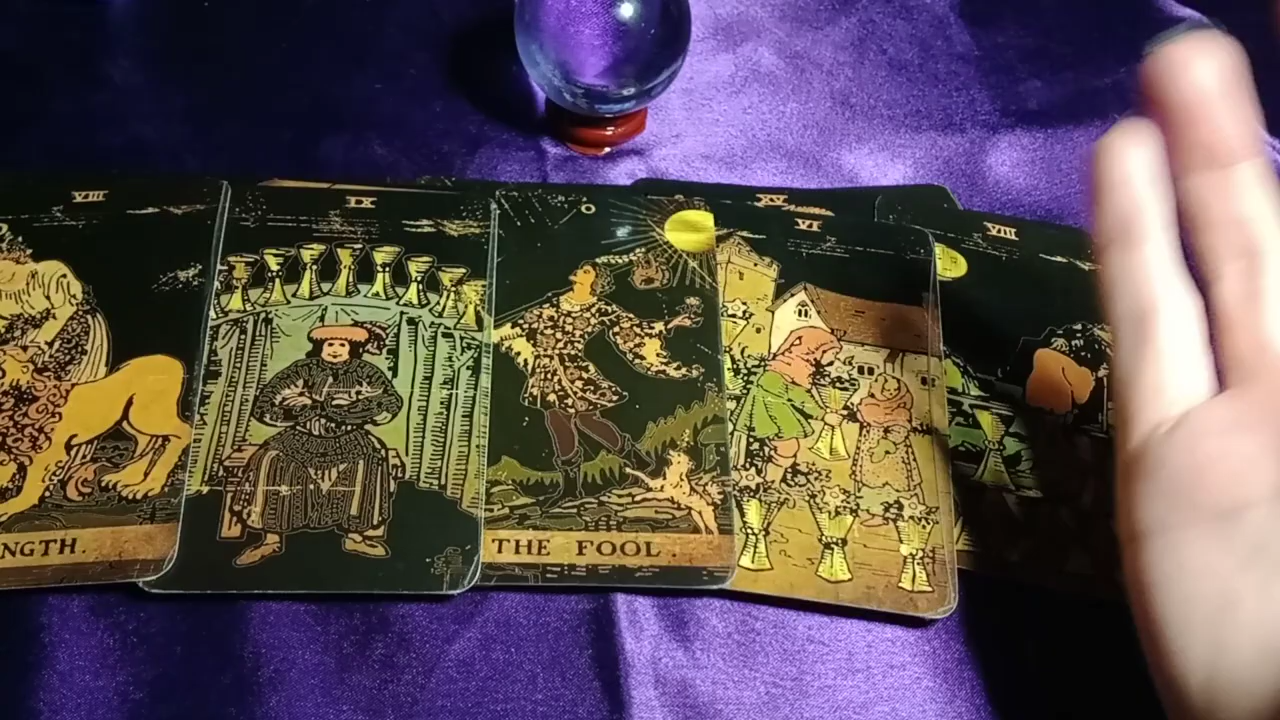 VIII
IX
0
XV
VI
VIII
NGTH.
THE FOOL.